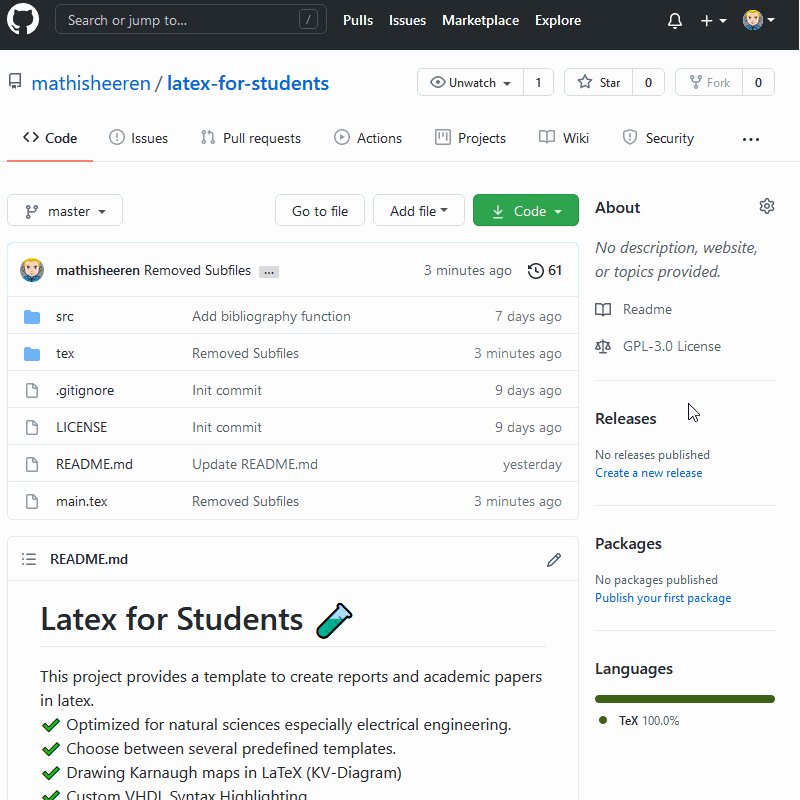 Search or jump to... / Pulls Issues Marketplace Explore
mathisheeren / latex-for-students Unwatch 1 Star 0 Fork 0
Code Issues Pull requests Actions Projects Wiki Security ...
master Go to file Add file Code
About
No description, website,
or topics provided.
Readme
GPL-3.0 License
Releases
No releases published
Create a new release
Packages
No packages published
Publish your first package
Languages
TeX 100.0%
mathisheeren Removed Subfiles ... 3 minutes ago 61
src Add bibliography function 7 days ago
tex Removed Subfiles 3 minutes ago
.gitignore Init commit 9 days ago
LICENSE Init commit 9 days ago
README.md Update README.md yesterday
main.tex Removed Subfiles 3 minutes ago
README.md
Latex for Students
This project provides a template to create reports and academic papers
in latex.
Optimized for natural sciences especially electrical engineering.
Choose between several predefined templates.
Drawing Karnaugh maps in LaTeX (KV-Diagram)
Custom VHDL Syntax Highlighting